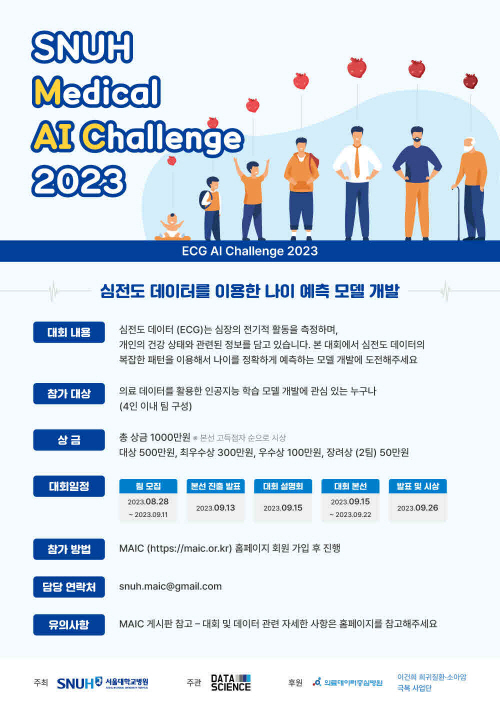 SNUH
Medical
AI Challenge
2023
ECG AI Challenge 2023
심전도 데이터를 이용한 나이 예측 모델 개발
대회 내용
심전도 데이터 (ECG)는 심장의 전기적 활동을 측정하며,
개인의 건강 상태와 관련된 정보를 담고 있습니다. 본 대회에서 심전도 데이터의
복잡한 패턴을 이용해서 나이를 정확하게 예측하는 모델 개발에 도전해주세요
참가 대상
의료 데이터를 활용한 인공지능 학습 모델 개발에 관심 있는 누구나
(4인 이내 팀 구성)
상 금
총 상금 1000만원 ※ 본선 고득점자 순으로 시상
대상 500만원, 최우수상 300만원, 우수상 100만원, 장려상 (2팀) 50만원
대회일정
팀 모집
2023.08.28
~ 2023.09.11
본선 진출 발표
2023.09.13
대회 설명회
2023.09.15
대회 본선
2023.09.15
~ 2023.09.22
발표 및 시상
2023.09.26
참가 방법
MAIC (https://maic.or.kr) 홈페이지 회원 가입 후 진행
담당 연락처
snuh.maic@gmail.com
유의사항
MAIC 게시판 참고 – 대회 및 데이터 관련 자세한 사항은 홈페이지를 참고해주세요
주최
SNUH 서울대학교병원
주관
DATA
SCIENCE
후원
의료데이터중심병원
이건희 희귀질환·소아암
극복 사업단